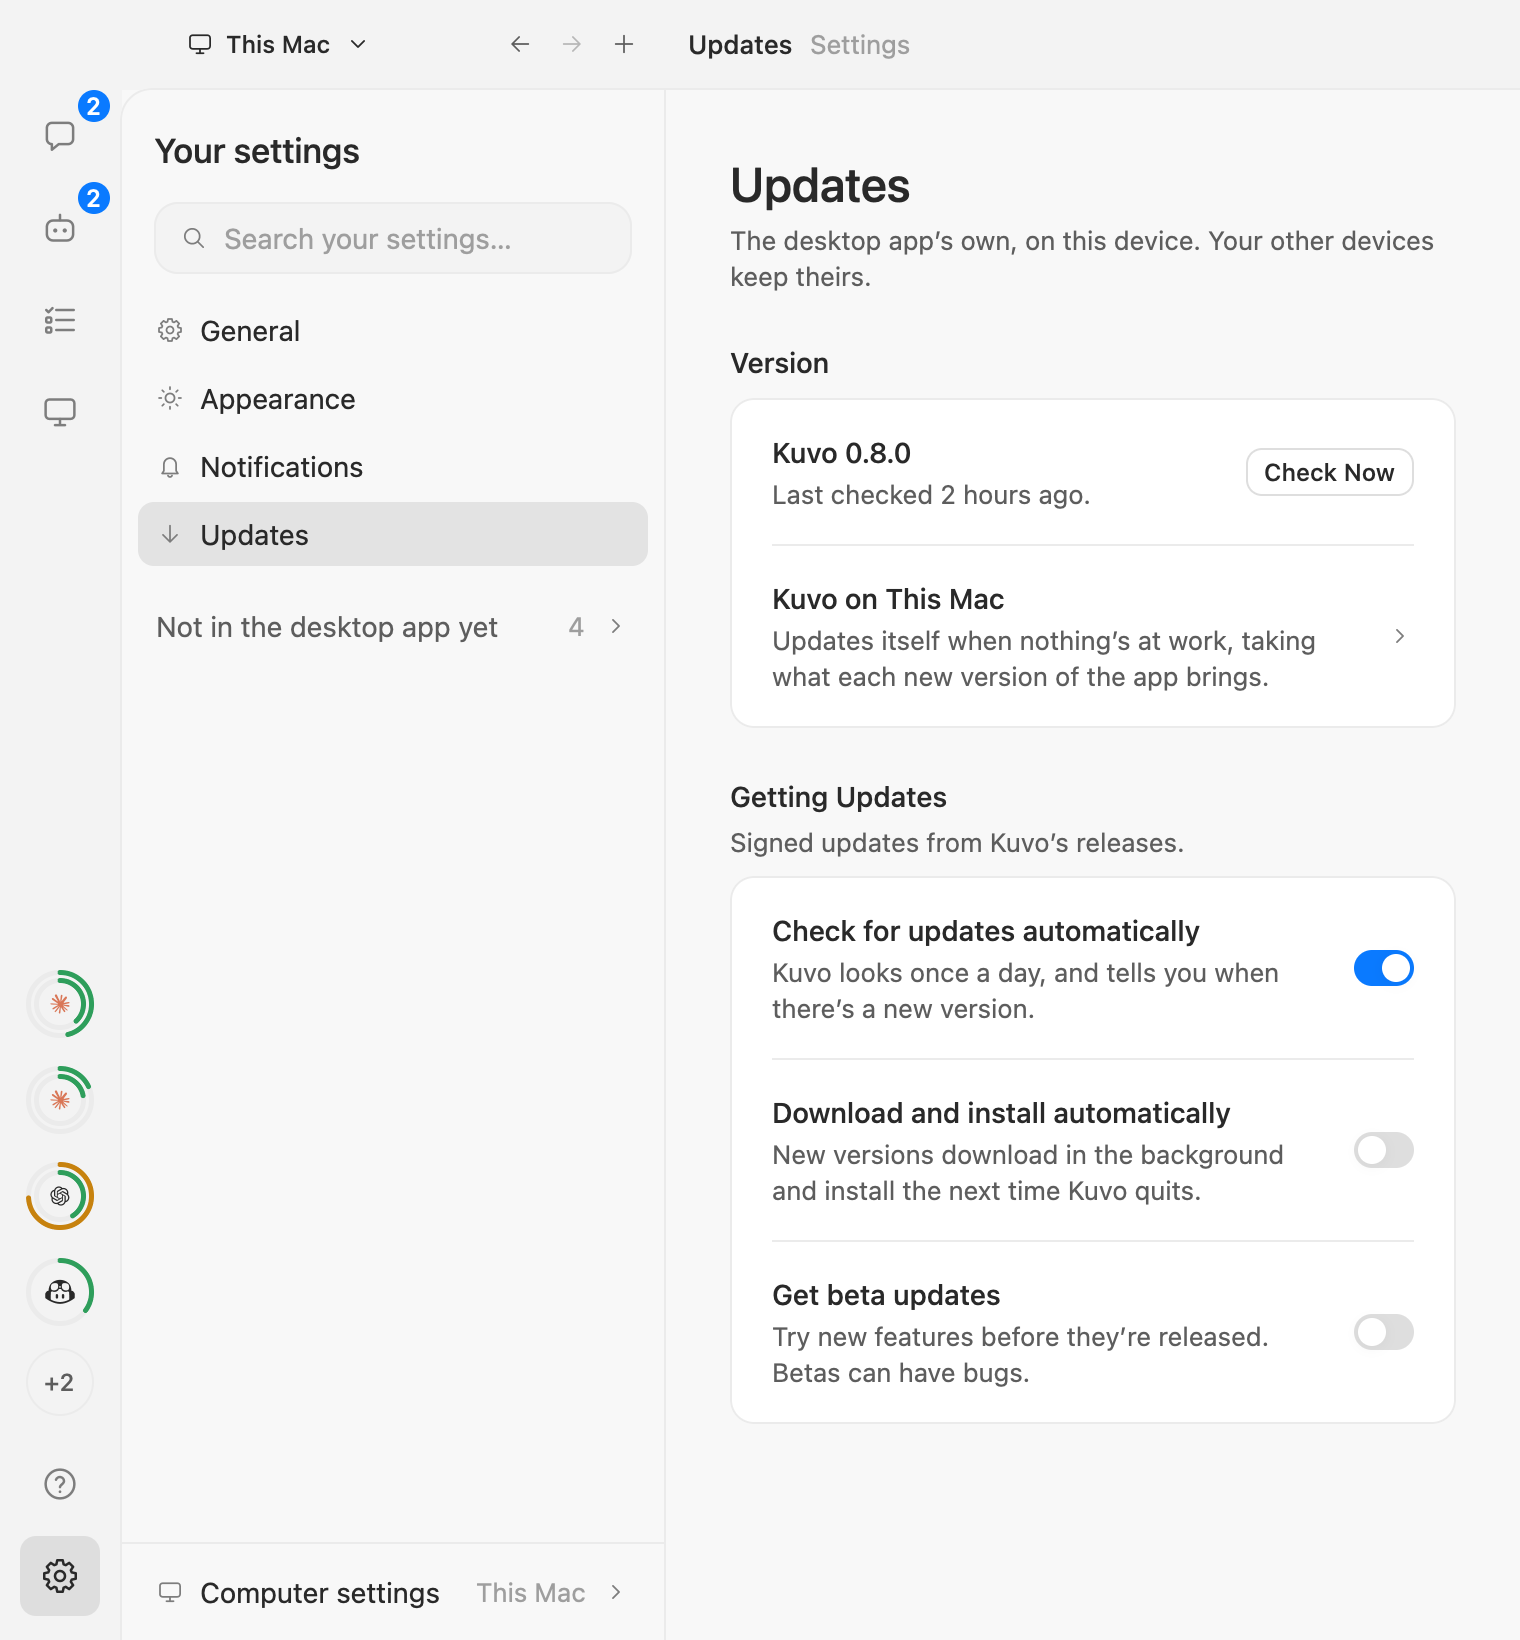 This Mac
Updates Settings
2
2
Your settings
Search your settings...
General
Appearance
Notifications
Updates
Not in the desktop app yet 4
+2
Computer settings This Mac
Updates
The desktop app’s own, on this device. Your other devices
keep theirs.
Version
Kuvo 0.8.0
Last checked 2 hours ago.
Check Now
Kuvo on This Mac
Updates itself when nothing’s at work, taking
what each new version of the app brings.
Getting Updates
Signed updates from Kuvo’s releases.
Check for updates automatically
Kuvo looks once a day, and tells you when
there’s a new version.
Download and install automatically
New versions download in the background
and install the next time Kuvo quits.
Get beta updates
Try new features before they’re released.
Betas can have bugs.